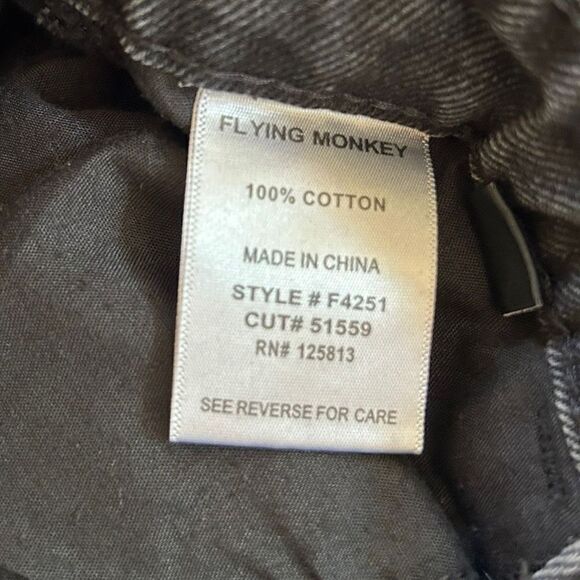 FLYING MONKEY
100% COTTON
MADE IN CHINA
STYLE # F4251
CUT# 51559
RN# 125813
SEE REVERSE FOR CARE